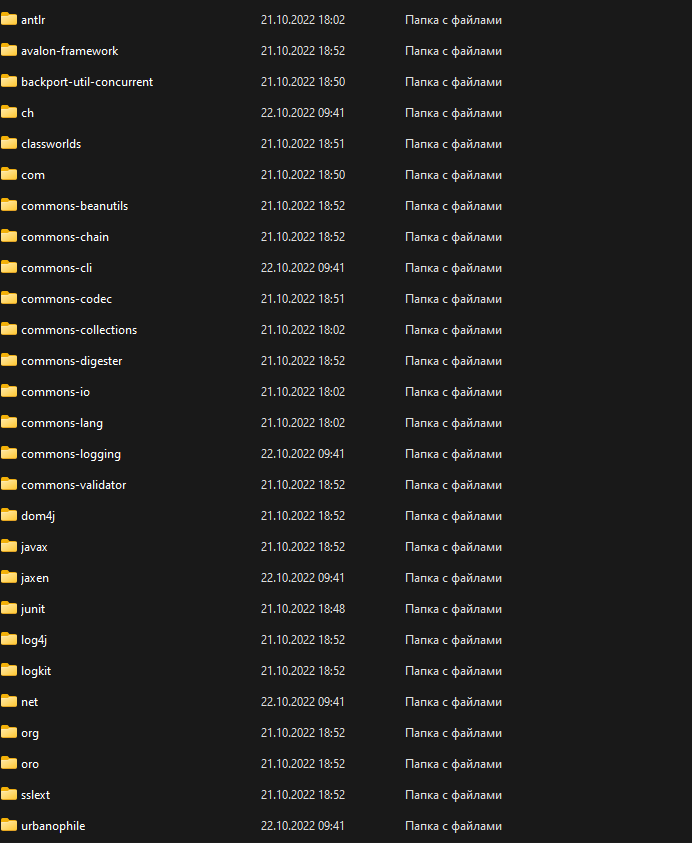 antlr 21.10.2022 18:02 Папка с файлами
avalon-framework 21.10.2022 18:52 Папка с файлами
backport-util-concurrent 21.10.2022 18:50 Папка с файлами
ch 22.10.2022 09:41 Папка с файлами
classworlds 21.10.2022 18:51 Папка с файлами
com 21.10.2022 18:50 Папка с файлами
commons-beanutils 21.10.2022 18:52 Папка с файлами
commons-chain 21.10.2022 18:52 Папка с файлами
commons-cli 22.10.2022 09:41 Папка с файлами
commons-codec 21.10.2022 18:51 Папка с файлами
commons-collections 21.10.2022 18:02 Папка с файлами
commons-digester 21.10.2022 18:52 Папка с файлами
commons-io 21.10.2022 18:02 Папка с файлами
commons-lang 21.10.2022 18:02 Папка с файлами
commons-logging 22.10.2022 09:41 Папка с файлами
commons-validator 21.10.2022 18:52 Папка с файлами
dom4j 21.10.2022 18:52 Папка с файлами
javax 21.10.2022 18:52 Папка с файлами
jaxen 22.10.2022 09:41 Папка с файлами
junit 21.10.2022 18:48 Папка с файлами
log4j 21.10.2022 18:52 Папка с файлами
logkit 21.10.2022 18:52 Папка с файлами
net 22.10.2022 09:41 Папка с файлами
org 21.10.2022 18:52 Папка с файлами
oro 21.10.2022 18:52 Папка с файлами
sslext 21.10.2022 18:52 Папка с файлами
urbanophile 22.10.2022 09:41 Папка с файлами